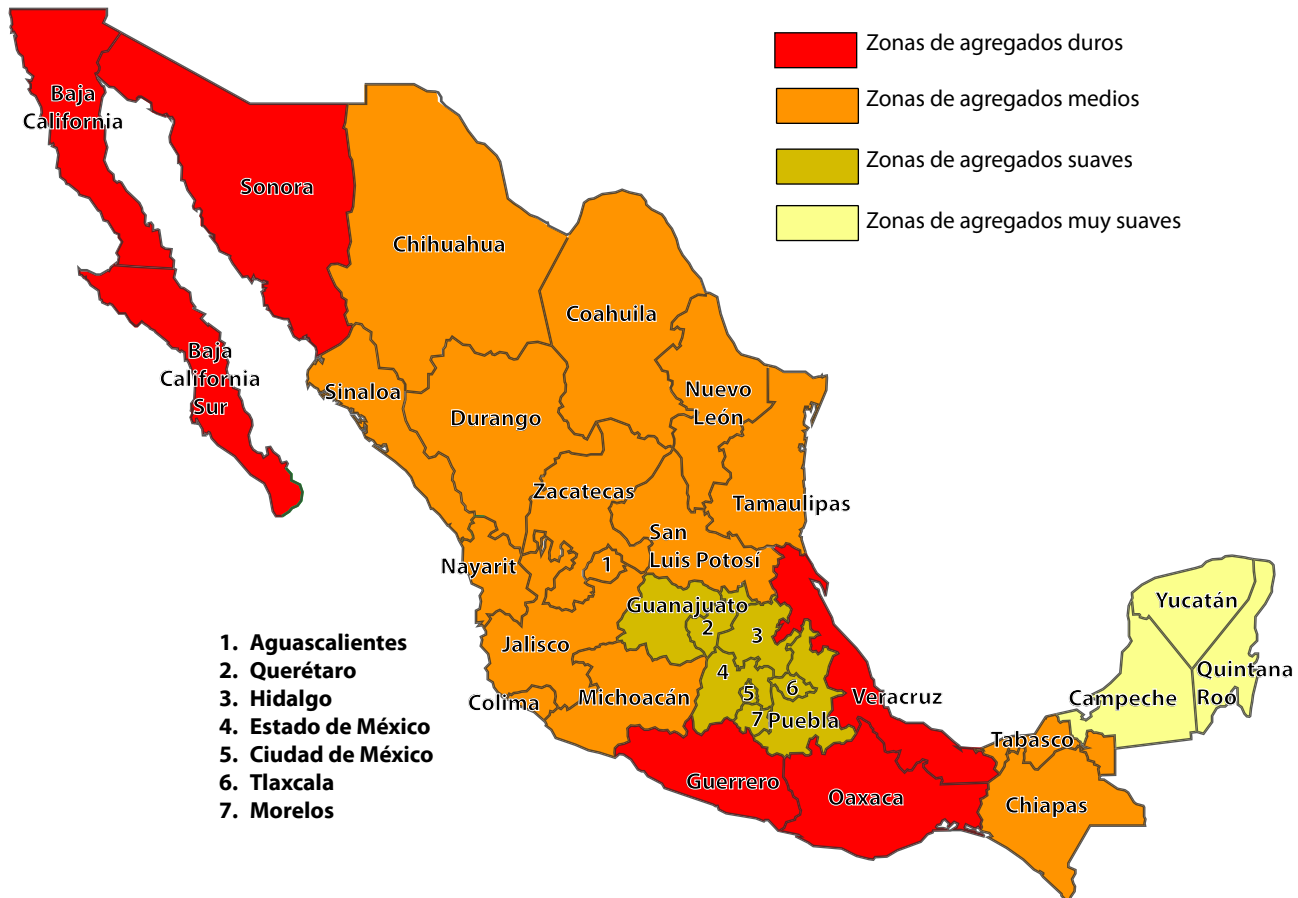 Zonas de agregados duros
Zonas de agregados medios
Zonas de agregados suaves
Zonas de agregados muy suaves
Baja
California
Sonora
Chihuahua
Coahuila
Baja
California
Sur
Sinaloa
Durango
Nuevo
León
Zacatecas
Tamaulipas
San
Luis Potosí
Nayarit
1
Guanajuato
2
3
Jalisco
4
5
6
7
Michoacán
Colima
Puebla
Veracruz
Guerrero
Oaxaca
Tabasco
Chiapas
Campeche
Yucatán
Quintana
Roó
1. Aguascalientes
2. Querétaro
3. Hidalgo
4. Estado de México
5. Ciudad de México
6. Tlaxcala
7. Morelos